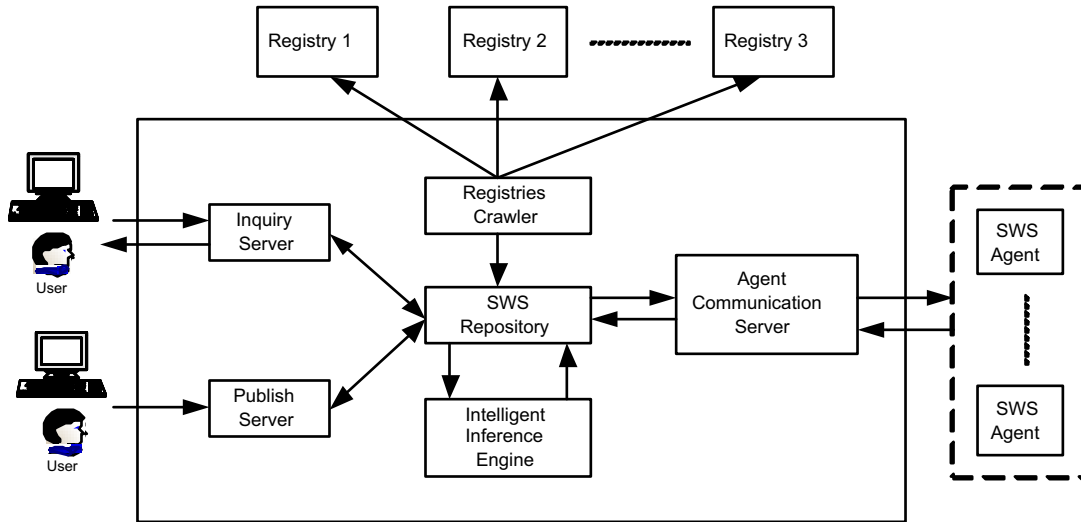 Registry 1
Registry 2
Registry 3
Registries
Crawler
Inquiry
Server
User
SWS
Repository
Agent
Communication
Server
SWS
Agent
SWS
Agent
Publish
Server
User
Intelligent
Inference
Engine